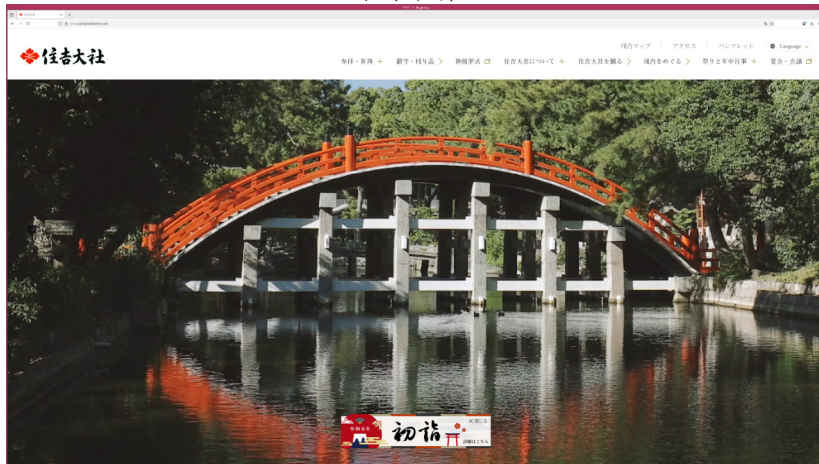 住吉大社
境内マップ
アクセス
パンフレット
Language
参拝・祈祷
御守・授与品
神前挙式
住吉大社について
住吉大社を観る
境内をめぐる
祭りと年中行事
宴会・会議
閉じる
初詣
詳細はこちら